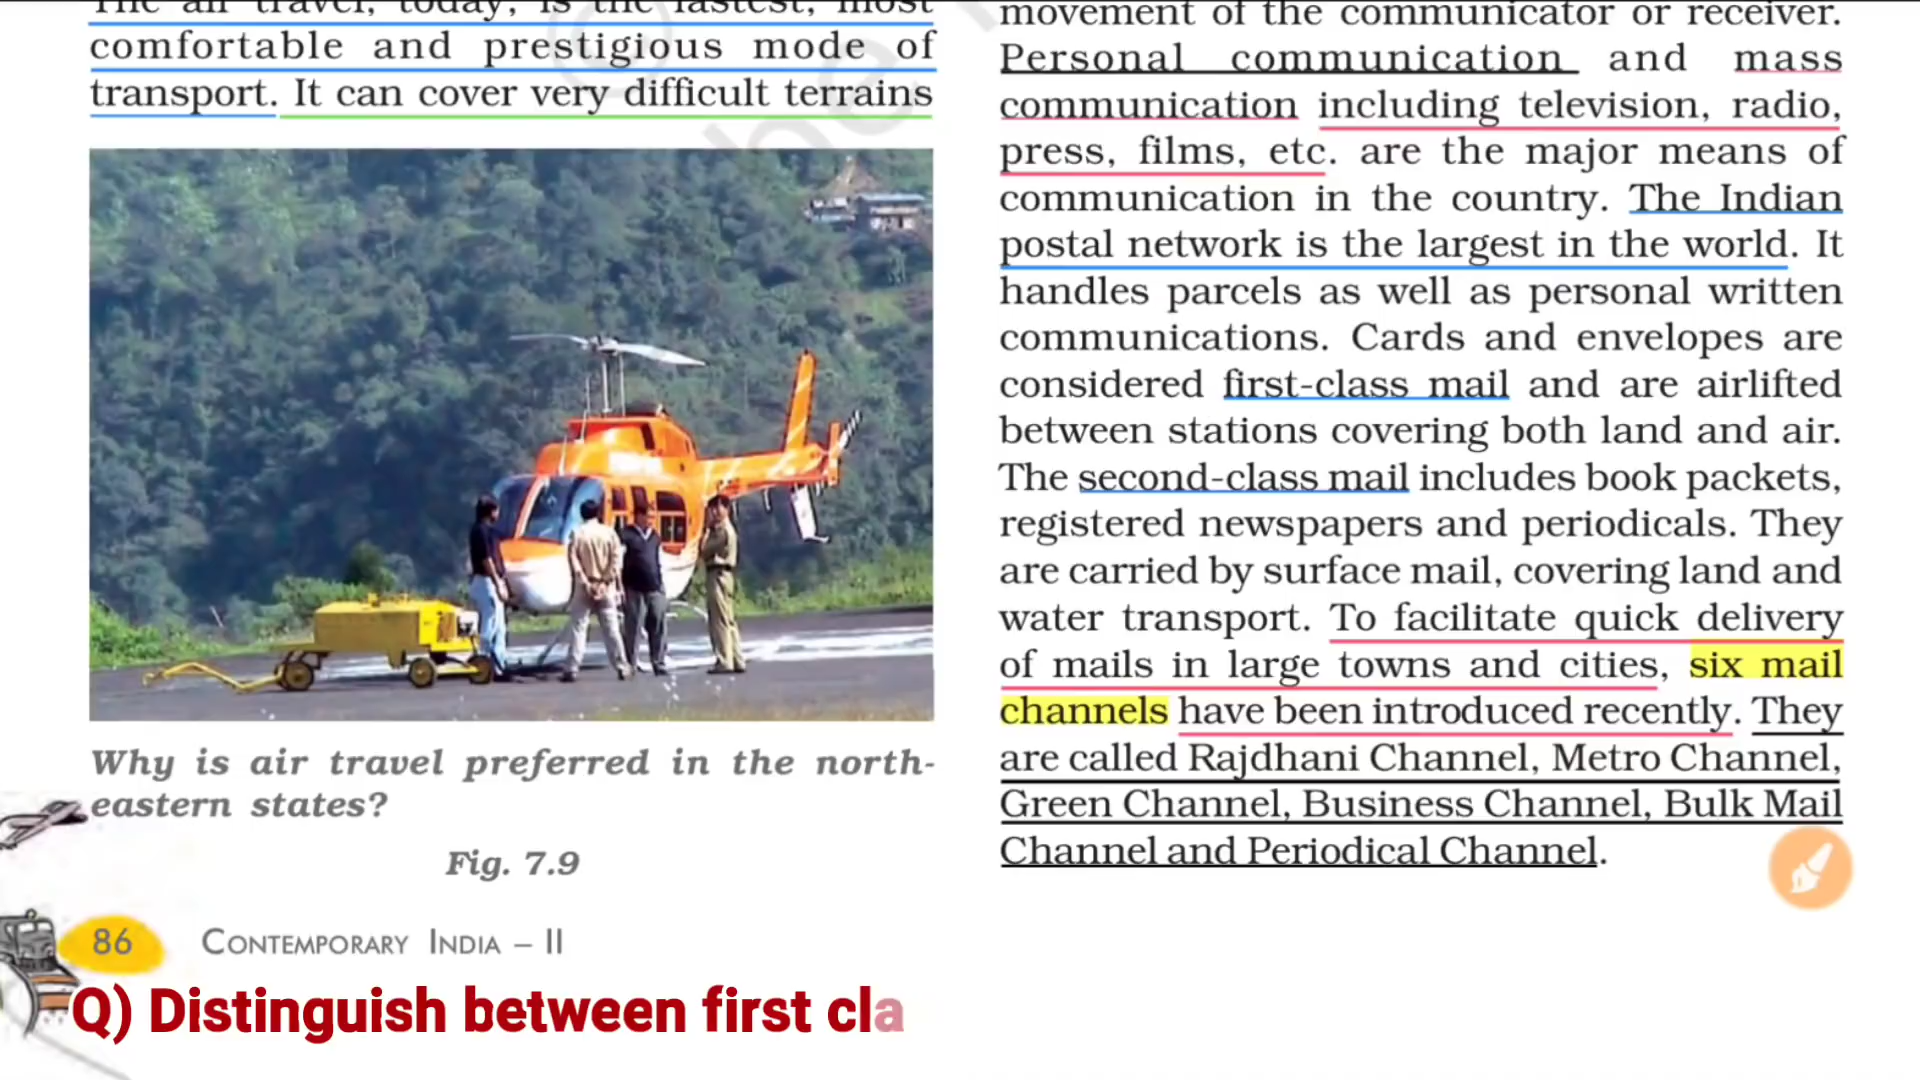 The air travel, today, is the fastest, most
comfortable and prestigious mode of
transport. It can cover very difficult terrains
Why is air travel preferred in the north-
eastern states?
Fig. 7.9
movement of the communicator or receiver.
Personal communication and mass
communication including television, radio,
press, films, etc. are the major means of
communication in the country. The Indian
postal network is the largest in the world. It
handles parcels as well as personal written
communications. Cards and envelopes are
considered first-class mail and are airlifted
between stations covering both land and air.
The second-class mail includes book packets,
registered newspapers and periodicals. They
are carried by surface mail, covering land and
water transport. To facilitate quick delivery
of mails in large towns and cities, six mail
channels have been introduced recently. They
are called Rajdhani Channel, Metro Channel,
Green Channel, Business Channel, Bulk Mail
Channel and Periodical Channel.
86 CONTEMPORARY INDIA – II
Q) Distinguish between first cla